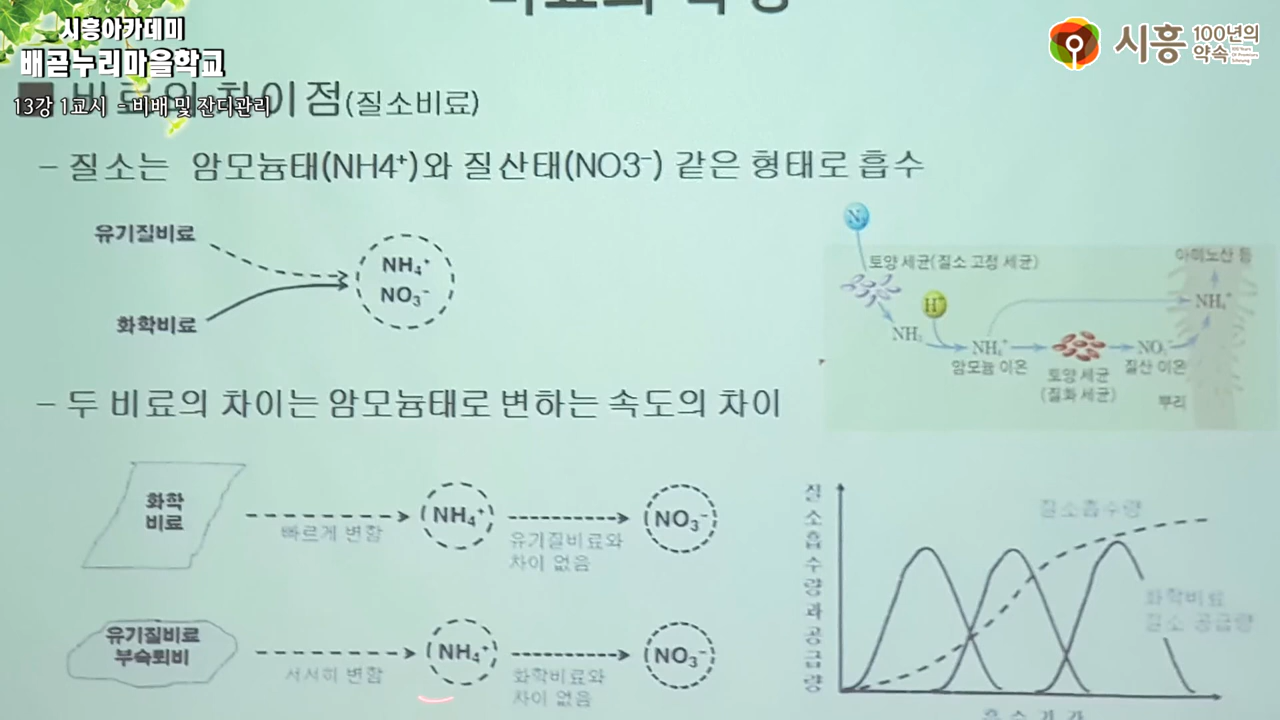 시흥아카데미
배곧누리마을학교
13강 1교시 - 비배 및 잔디관리
시흥 100년의 약속
비료의 차이점(질소비료)
– 질소는 암모늄태(NH4⁺)와 질산태(NO3⁻) 같은 형태로 흡수
유기질비료
화학비료
NH₄⁺
NO₃⁻
N₂
토양 세균(질소 고정 세균)
H⁺
NH₃
NH₄⁺
암모늄 이온
토양 세균
(질화 세균)
NO₃⁻
질산 이온
아미노산 등
NH₄⁺
뿌리
– 두 비료의 차이는 암모늄태로 변하는 속도의 차이
화학
비료
빠르게 변함
NH₄⁺
유기질비료와
차이 없음
NO₃⁻
유기질비료
부숙퇴비
서서히 변함
NH₄⁺
화학비료와
차이 없음
NO₃⁻
질소흡수량과공급량
질소흡수량
화학비료
질소 공급량
흡수기간